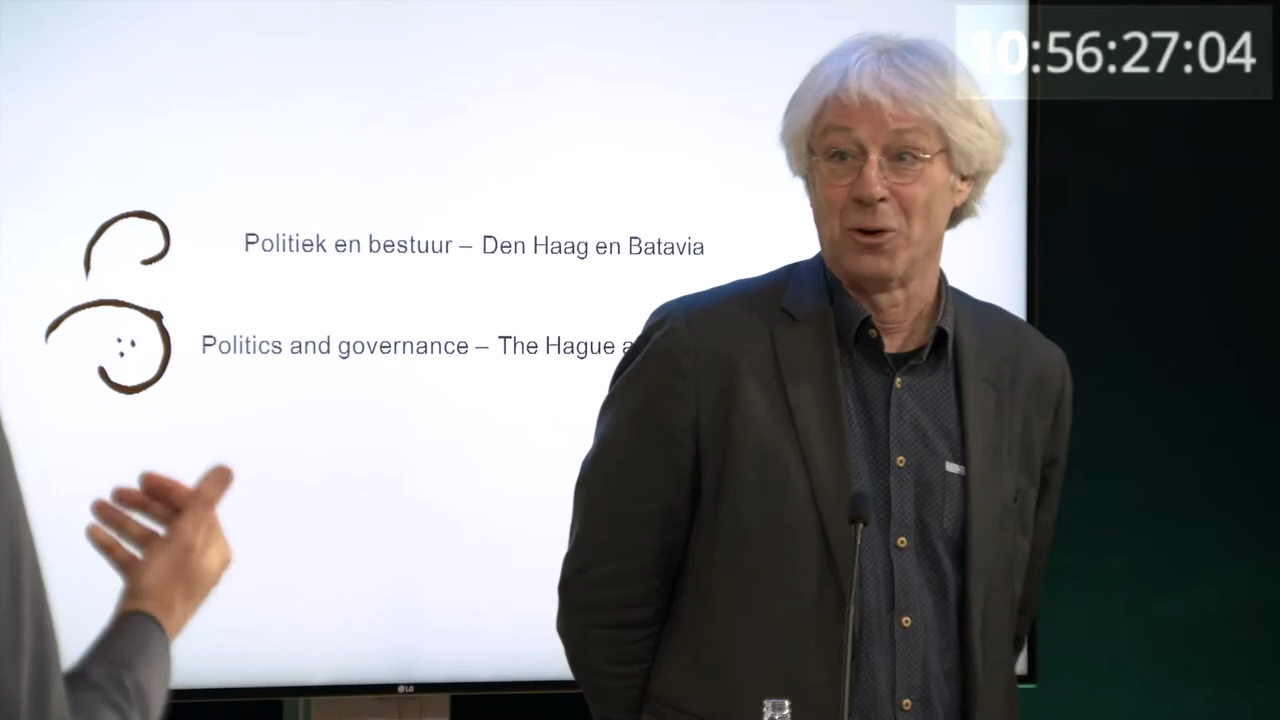 10:56:27:04
Politiek en bestuur – Den Haag en Batavia
Politics and governance – The Hague
LG